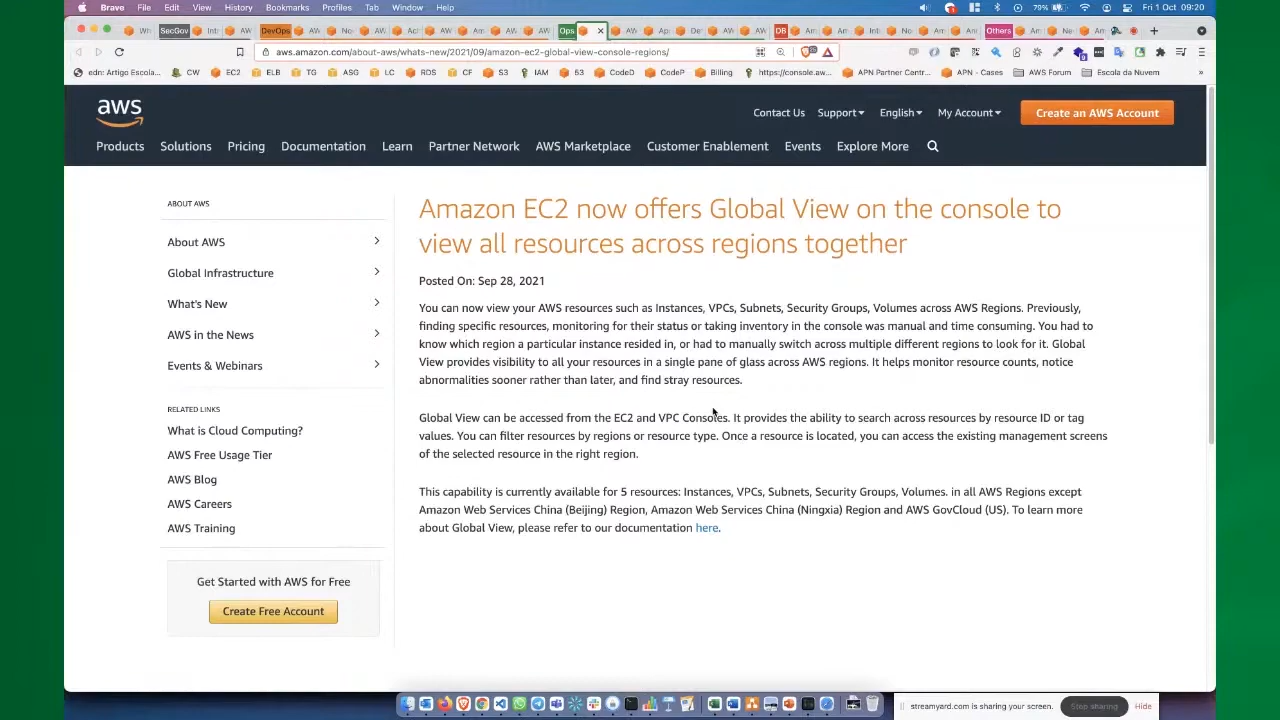 Brave File Edit View History Bookmarks Profiles Tab Window Help 79% Fri 1 Oct 09:20
SecGov DevOps Ops DB Others
aws.amazon.com/about-aws/whats-new/2021/09/amazon-ec2-global-view-console-regions/
edn: Artigo Escola... CW EC2 ELB TG ASG LC RDS CF S3 IAM 53 CodeD CodeP Billing https://console.aw... APN Partner Centr... APN - Cases AWS Forum Escola da Nuvem »
aws
Contact Us Support English My Account Create an AWS Account
Products Solutions Pricing Documentation Learn Partner Network AWS Marketplace Customer Enablement Events Explore More
ABOUT AWS
About AWS
Global Infrastructure
What's New
AWS in the News
Events & Webinars
RELATED LINKS
What is Cloud Computing?
AWS Free Usage Tier
AWS Blog
AWS Careers
AWS Training
Get Started with AWS for Free
Create Free Account
Amazon EC2 now offers Global View on the console to
view all resources across regions together
Posted On: Sep 28, 2021
You can now view your AWS resources such as Instances, VPCs, Subnets, Security Groups, Volumes across AWS Regions. Previously,
finding specific resources, monitoring for their status or taking inventory in the console was manual and time consuming. You had to
know which region a particular instance resided in, or had to manually switch across multiple different regions to look for it. Global
View provides visibility to all your resources in a single pane of glass across AWS regions. It helps monitor resource counts, notice
abnormalities sooner rather than later, and find stray resources.
Global View can be accessed from the EC2 and VPC Consoles. It provides the ability to search across resources by resource ID or tag
values. You can filter resources by regions or resource type. Once a resource is located, you can access the existing management screens
of the selected resource in the right region.
This capability is currently available for 5 resources: Instances, VPCs, Subnets, Security Groups, Volumes. in all AWS Regions except
Amazon Web Services China (Beijing) Region, Amazon Web Services China (Ningxia) Region and AWS GovCloud (US). To learn more
about Global View, please refer to our documentation here.
streamyard.com is sharing your screen. Stop sharing Hide